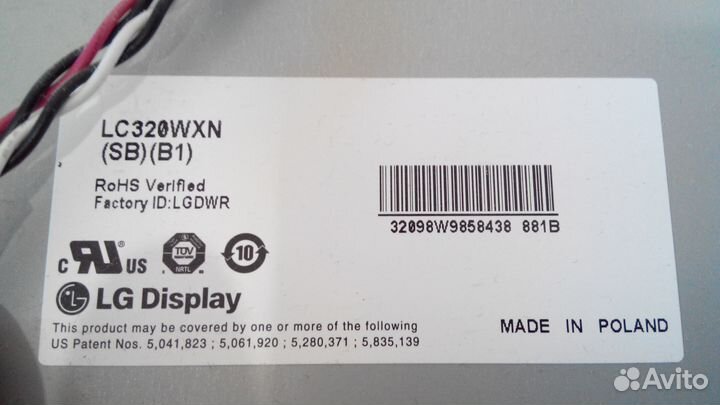 LC320WXN
(SB)(B1)
RoHS Verified
Factory ID:LGDWR
32098W9858438 881B
c RU US
TÜV
NRTL
10
LG Display
This product may be covered by one or more of the following
US Patent Nos. 5,041,823 ; 5,061,920 ; 5,280,371 ; 5,835,139
MADE IN POLAND
Avito